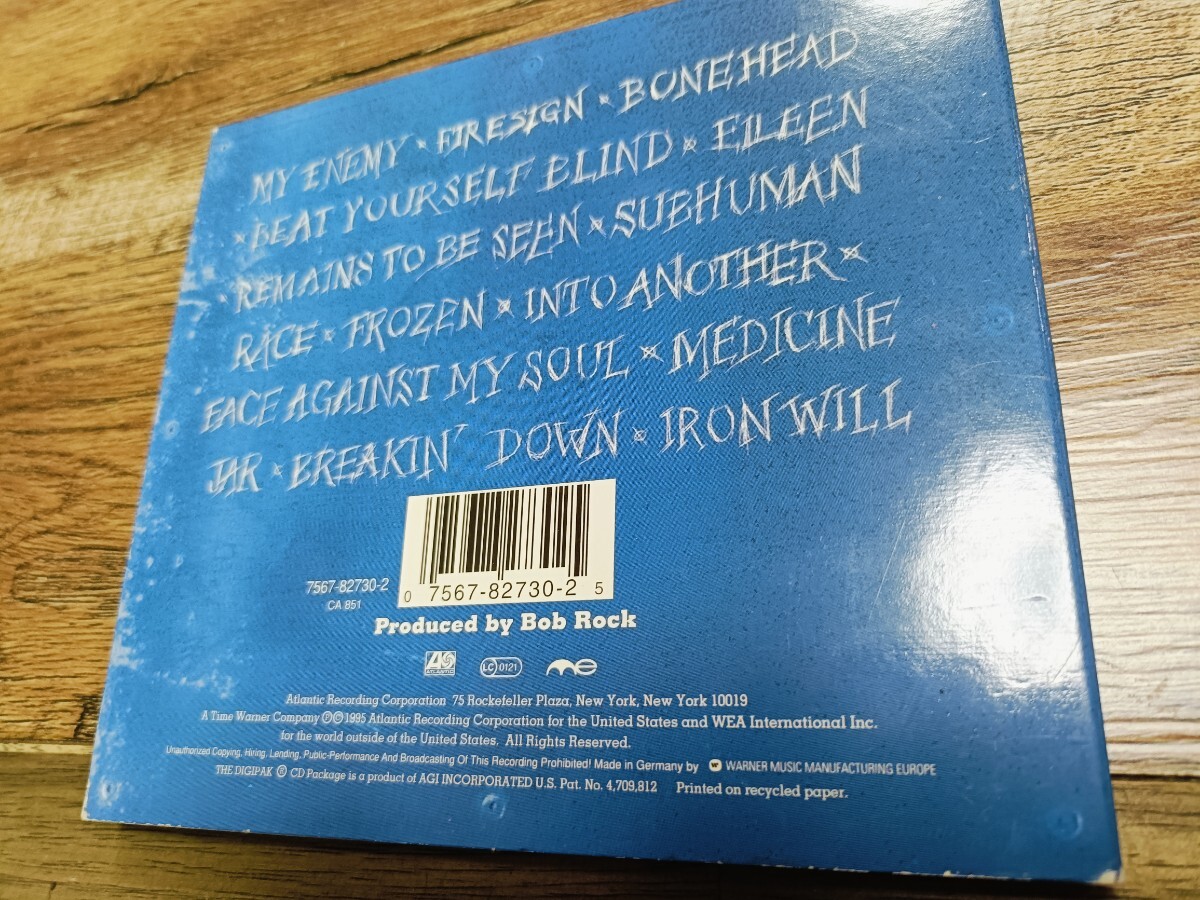 MY ENEMY × FIRESIGN × BONEHEAD
× BEAT YOURSELF BLIND × EILEEN
× REMAINS TO BE SEEN × SUBHUMAN
RACE × FROZEN × INTO ANOTHER ×
FACE AGAINST MY SOUL × MEDICINE
JAR × BREAKIN' DOWN × IRON WILL
7567-82730-2
CA 851
0 7567-82730-2 5
Produced by Bob Rock
ATLANTIC
LC 0121
Atlantic Recording Corporation 75 Rockefeller Plaza, New York, New York 10019
A Time Warner Company ℗©1995 Atlantic Recording Corporation for the United States and WEA International Inc.
for the world outside of the United States. All Rights Reserved.
Unauthorized Copying, Hiring, Lending, Public-Performance And Broadcasting Of This Recording Prohibited! Made in Germany by WARNER MUSIC MANUFACTURING EUROPE
THE DIGIPAK © CD Package is a product of AGI INCORPORATED U.S. Pat. No. 4,709,812 Printed on recycled paper.